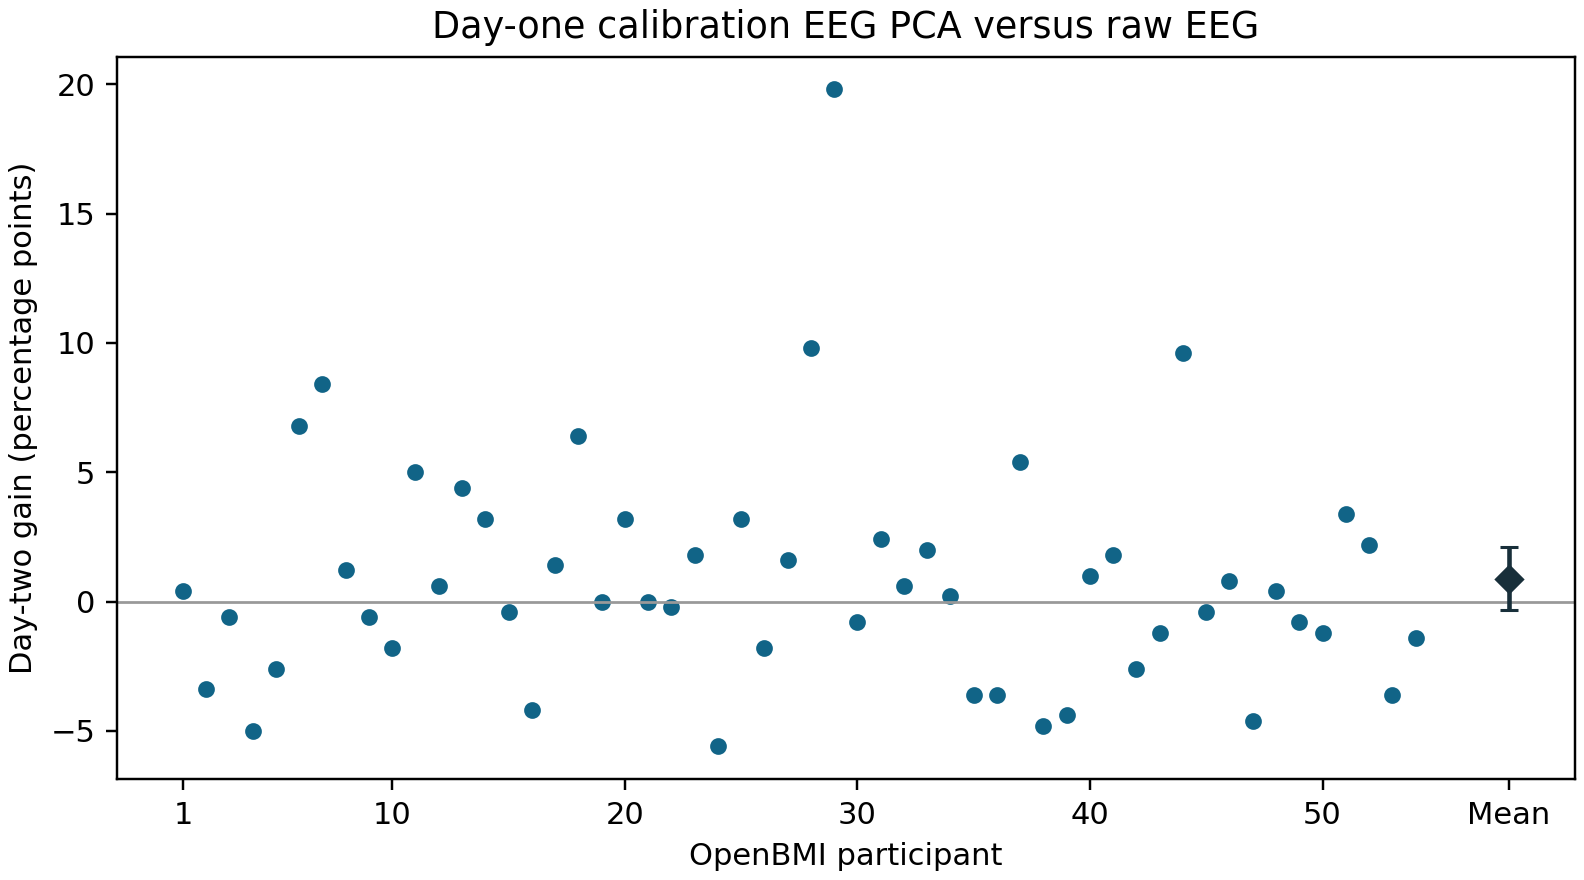 Day-one calibration EEG PCA versus raw EEG
Day-two gain (percentage points)
20
15
10
5
0
−5
1 10 20 30 40 50 Mean
OpenBMI participant